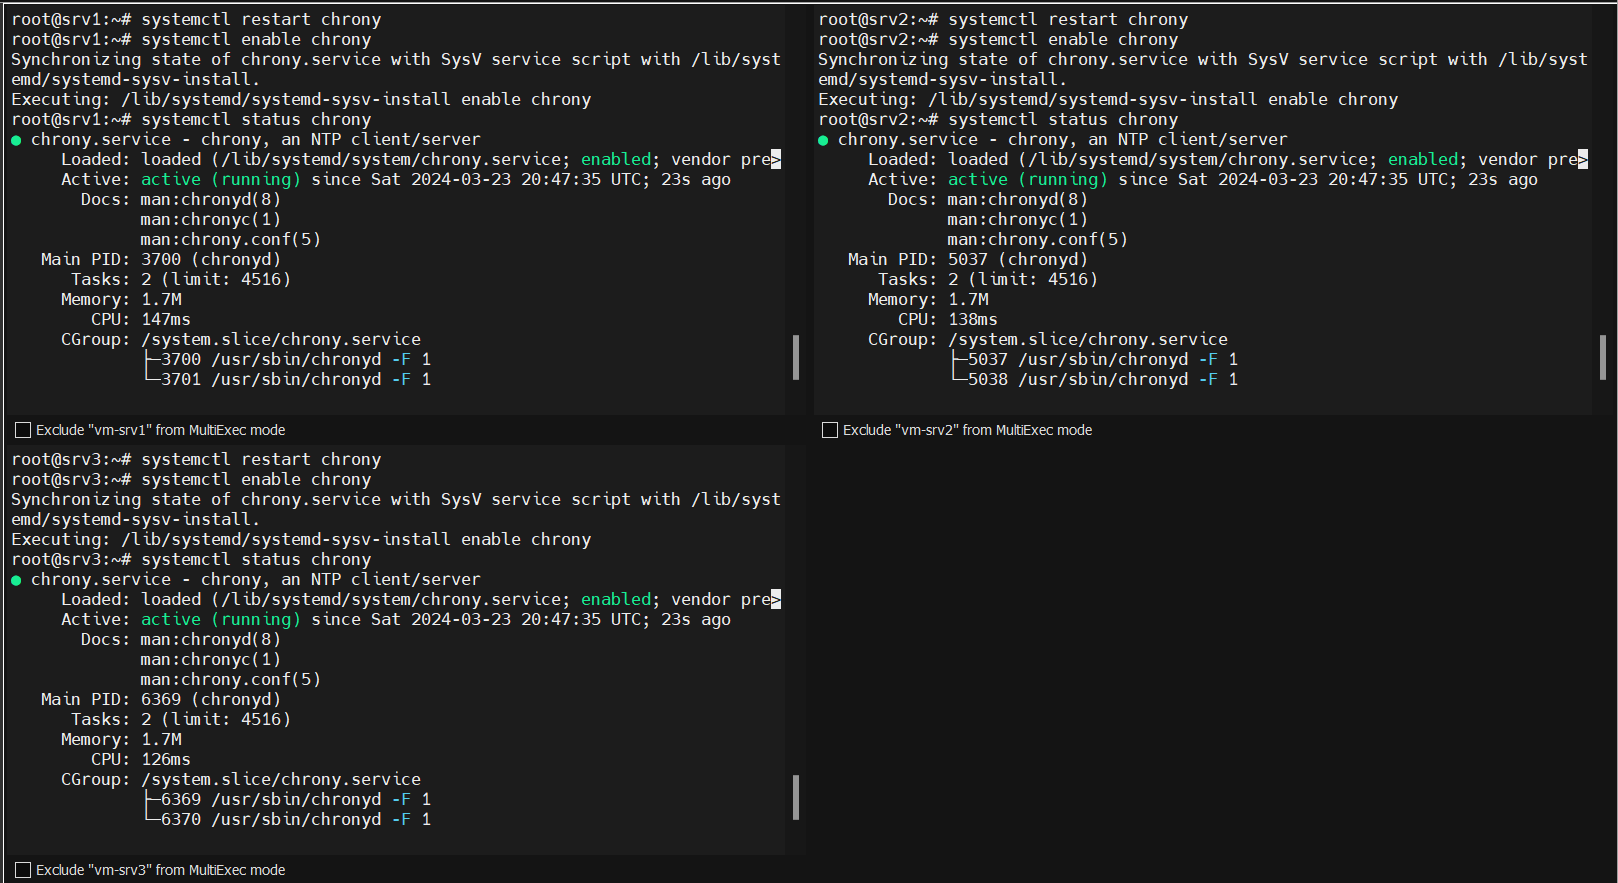 root@srv1:~# systemctl restart chrony
root@srv1:~# systemctl enable chrony
Synchronizing state of chrony.service with SysV service script with /lib/syst
emd/systemd-sysv-install.
Executing: /lib/systemd/systemd-sysv-install enable chrony
root@srv1:~# systemctl status chrony
● chrony.service - chrony, an NTP client/server
     Loaded: loaded (/lib/systemd/system/chrony.service; enabled; vendor pre>
     Active: active (running) since Sat 2024-03-23 20:47:35 UTC; 23s ago
       Docs: man:chronyd(8)
             man:chronyc(1)
             man:chrony.conf(5)
   Main PID: 3700 (chronyd)
      Tasks: 2 (limit: 4516)
     Memory: 1.7M
        CPU: 147ms
     CGroup: /system.slice/chrony.service
             ├─3700 /usr/sbin/chronyd -F 1
             └─3701 /usr/sbin/chronyd -F 1
Exclude "vm-srv1" from MultiExec mode
root@srv2:~# systemctl restart chrony
root@srv2:~# systemctl enable chrony
Synchronizing state of chrony.service with SysV service script with /lib/syst
emd/systemd-sysv-install.
Executing: /lib/systemd/systemd-sysv-install enable chrony
root@srv2:~# systemctl status chrony
● chrony.service - chrony, an NTP client/server
     Loaded: loaded (/lib/systemd/system/chrony.service; enabled; vendor pre>
     Active: active (running) since Sat 2024-03-23 20:47:35 UTC; 23s ago
       Docs: man:chronyd(8)
             man:chronyc(1)
             man:chrony.conf(5)
   Main PID: 5037 (chronyd)
      Tasks: 2 (limit: 4516)
     Memory: 1.7M
        CPU: 138ms
     CGroup: /system.slice/chrony.service
             ├─5037 /usr/sbin/chronyd -F 1
             └─5038 /usr/sbin/chronyd -F 1
Exclude "vm-srv2" from MultiExec mode
root@srv3:~# systemctl restart chrony
root@srv3:~# systemctl enable chrony
Synchronizing state of chrony.service with SysV service script with /lib/syst
emd/systemd-sysv-install.
Executing: /lib/systemd/systemd-sysv-install enable chrony
root@srv3:~# systemctl status chrony
● chrony.service - chrony, an NTP client/server
     Loaded: loaded (/lib/systemd/system/chrony.service; enabled; vendor pre>
     Active: active (running) since Sat 2024-03-23 20:47:35 UTC; 23s ago
       Docs: man:chronyd(8)
             man:chronyc(1)
             man:chrony.conf(5)
   Main PID: 6369 (chronyd)
      Tasks: 2 (limit: 4516)
     Memory: 1.7M
        CPU: 126ms
     CGroup: /system.slice/chrony.service
             ├─6369 /usr/sbin/chronyd -F 1
             └─6370 /usr/sbin/chronyd -F 1
Exclude "vm-srv3" from MultiExec mode